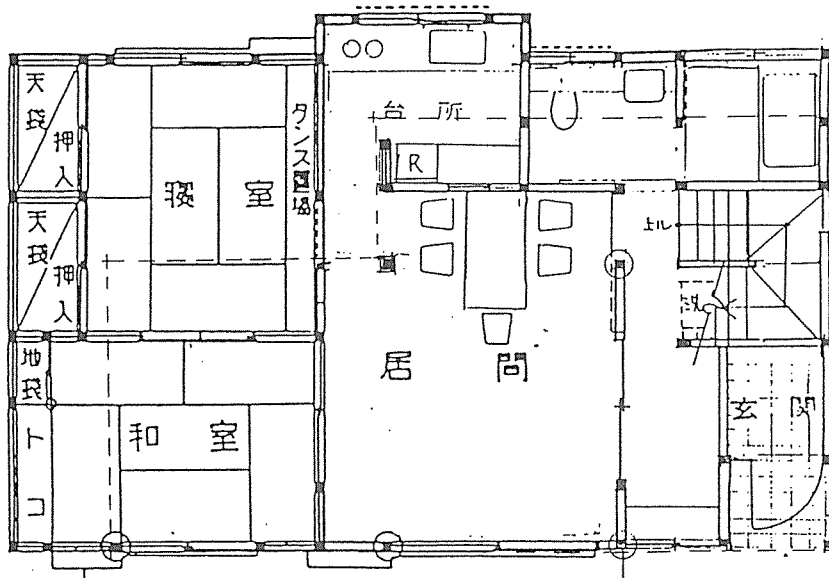 天袋
押入
天袋
押入
寝室
タンス置場
台所
R
上ル
洗
居間
地袋
トコ
和室
玄関